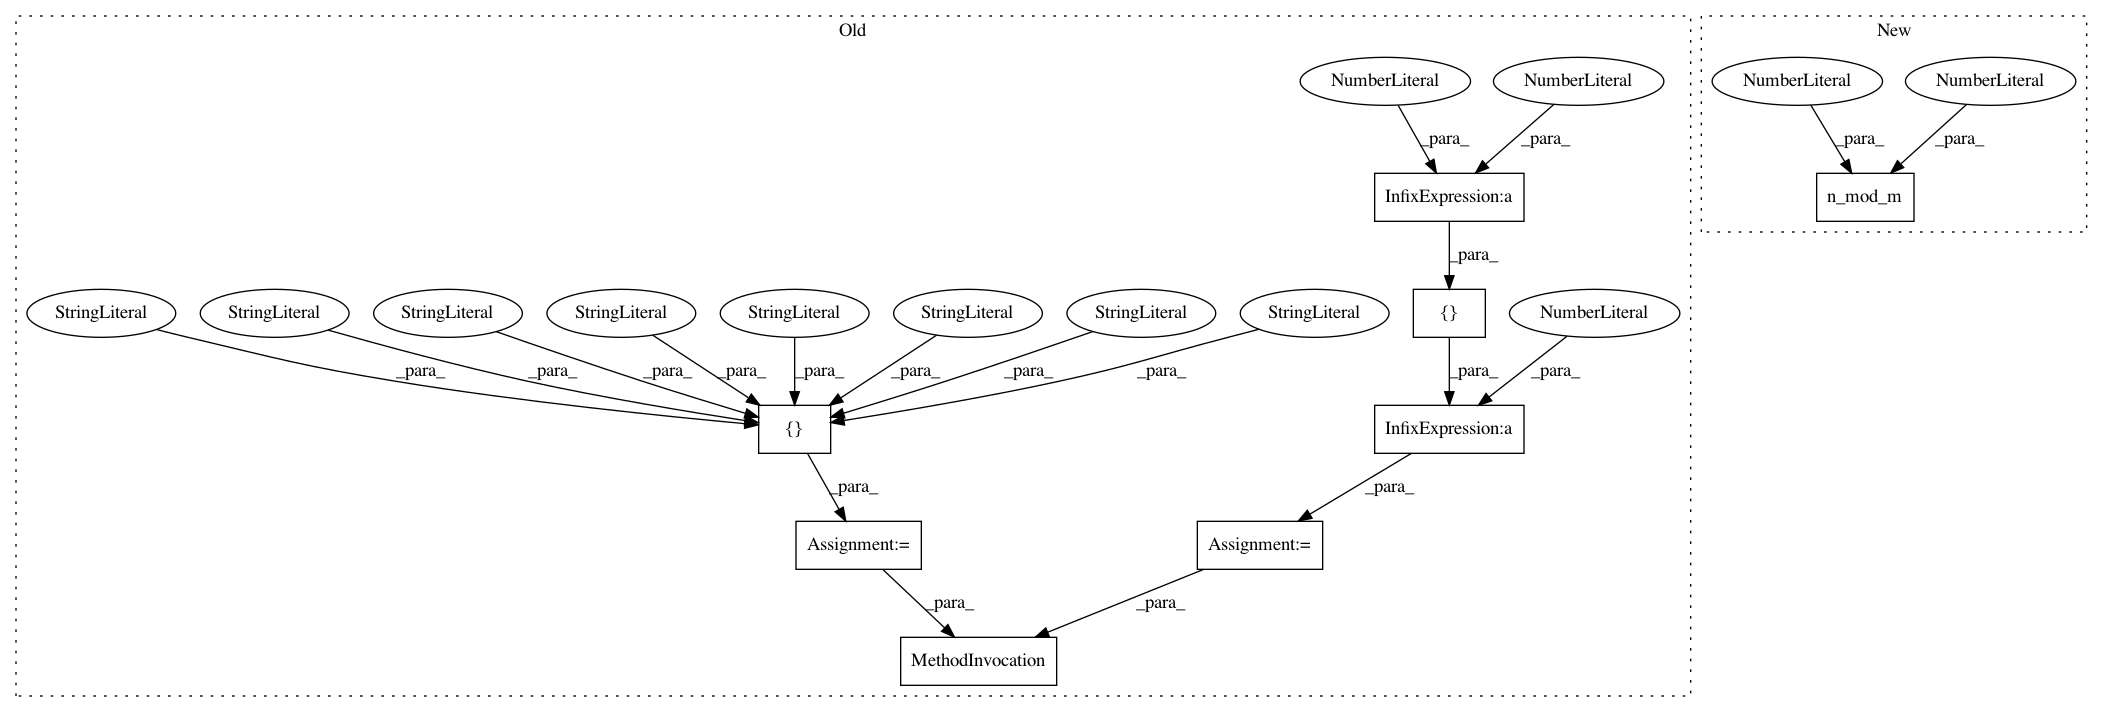 Old
New
NumberLiteral NumberLiteral NumberLiteral NumberLiteral
_para_ _para_ _para_ _para_
InfixExpression:a n_mod_m
_para_
StringLiteral StringLiteral StringLiteral StringLiteral StringLiteral StringLiteral StringLiteral StringLiteral {} NumberLiteral
_para_ _para_ _para_ _para_ _para_ _para_ _para_ _para_ _para_ _para_
{} InfixExpression:a
_para_ _para_
Assignment:= Assignment:=
_para_ _para_
MethodInvocation